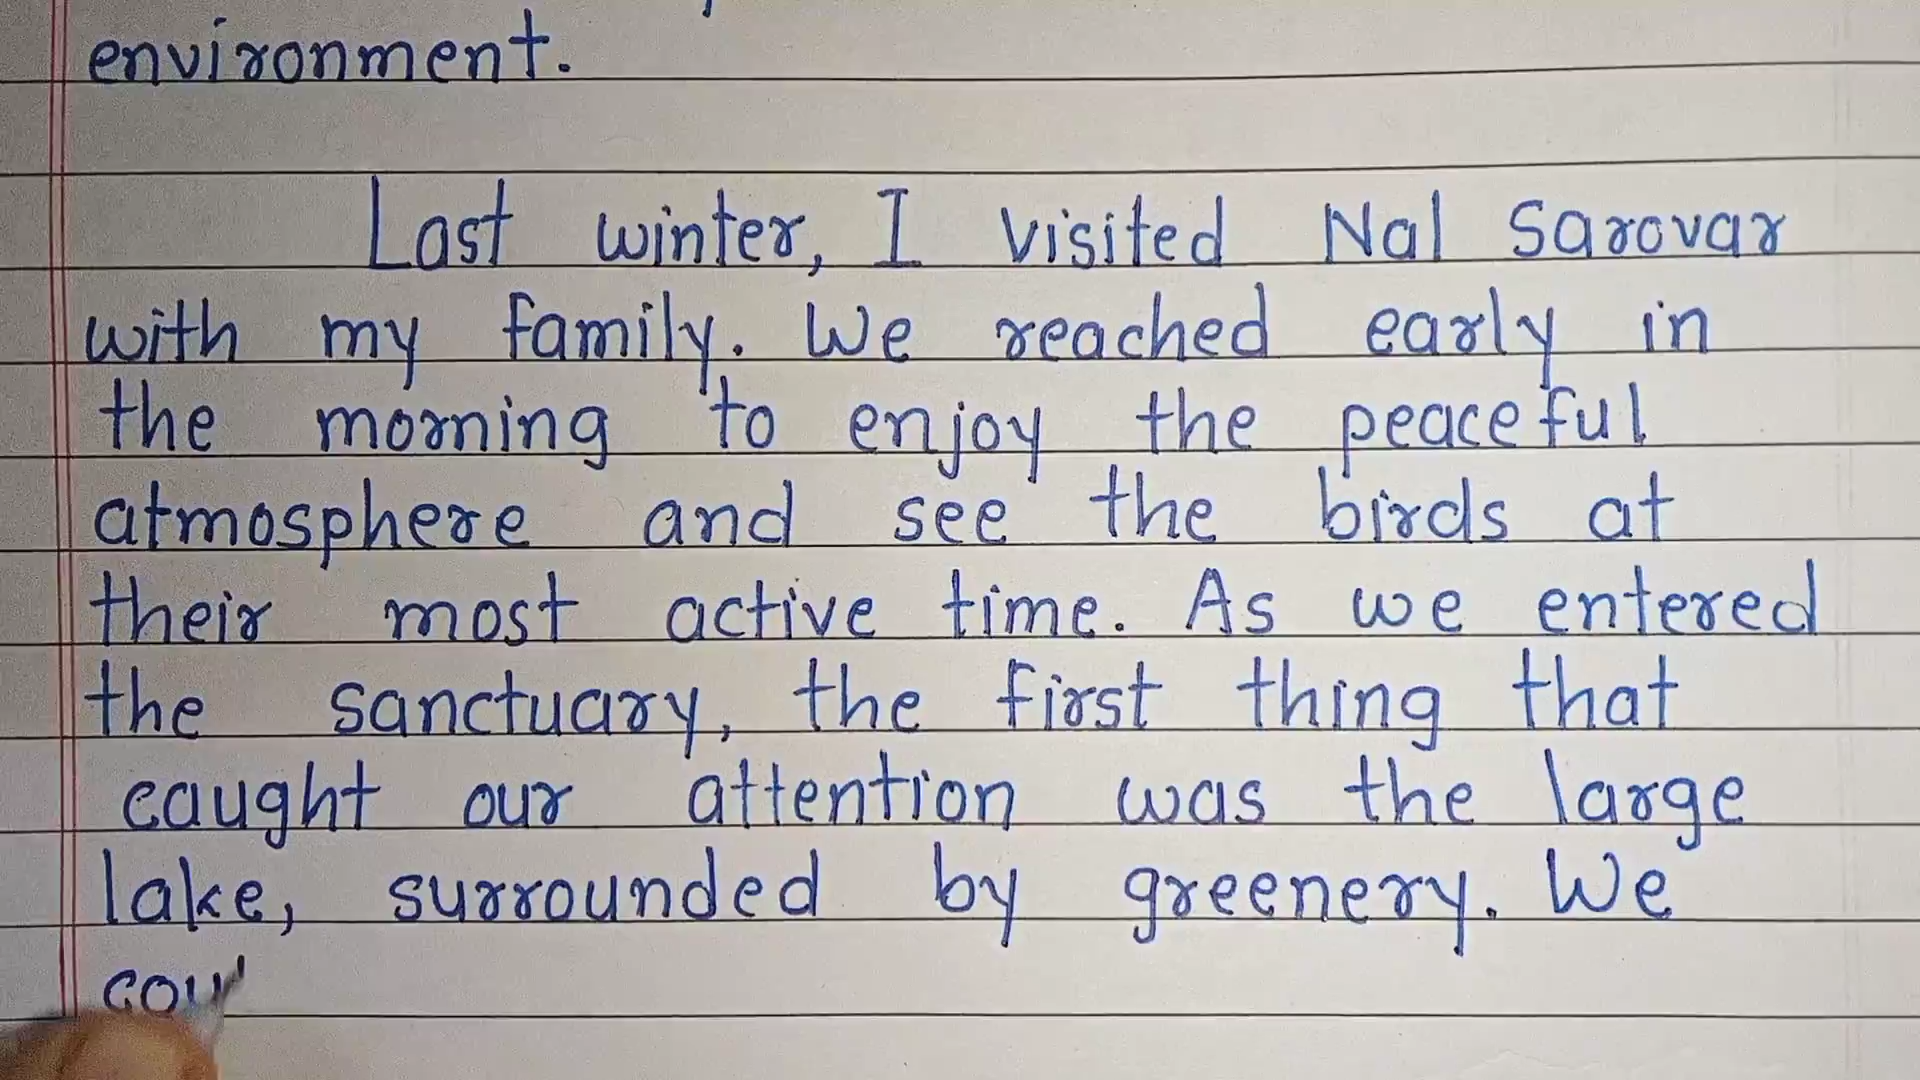 environment.
Last winter, I visited Nal Sarovar
with my family. We reached early in
the morning to enjoy the peaceful
atmosphere and see the birds at
their most active time. As we entered
the sanctuary, the first thing that
caught our attention was the large
lake, surrounded by greenery. We
cou